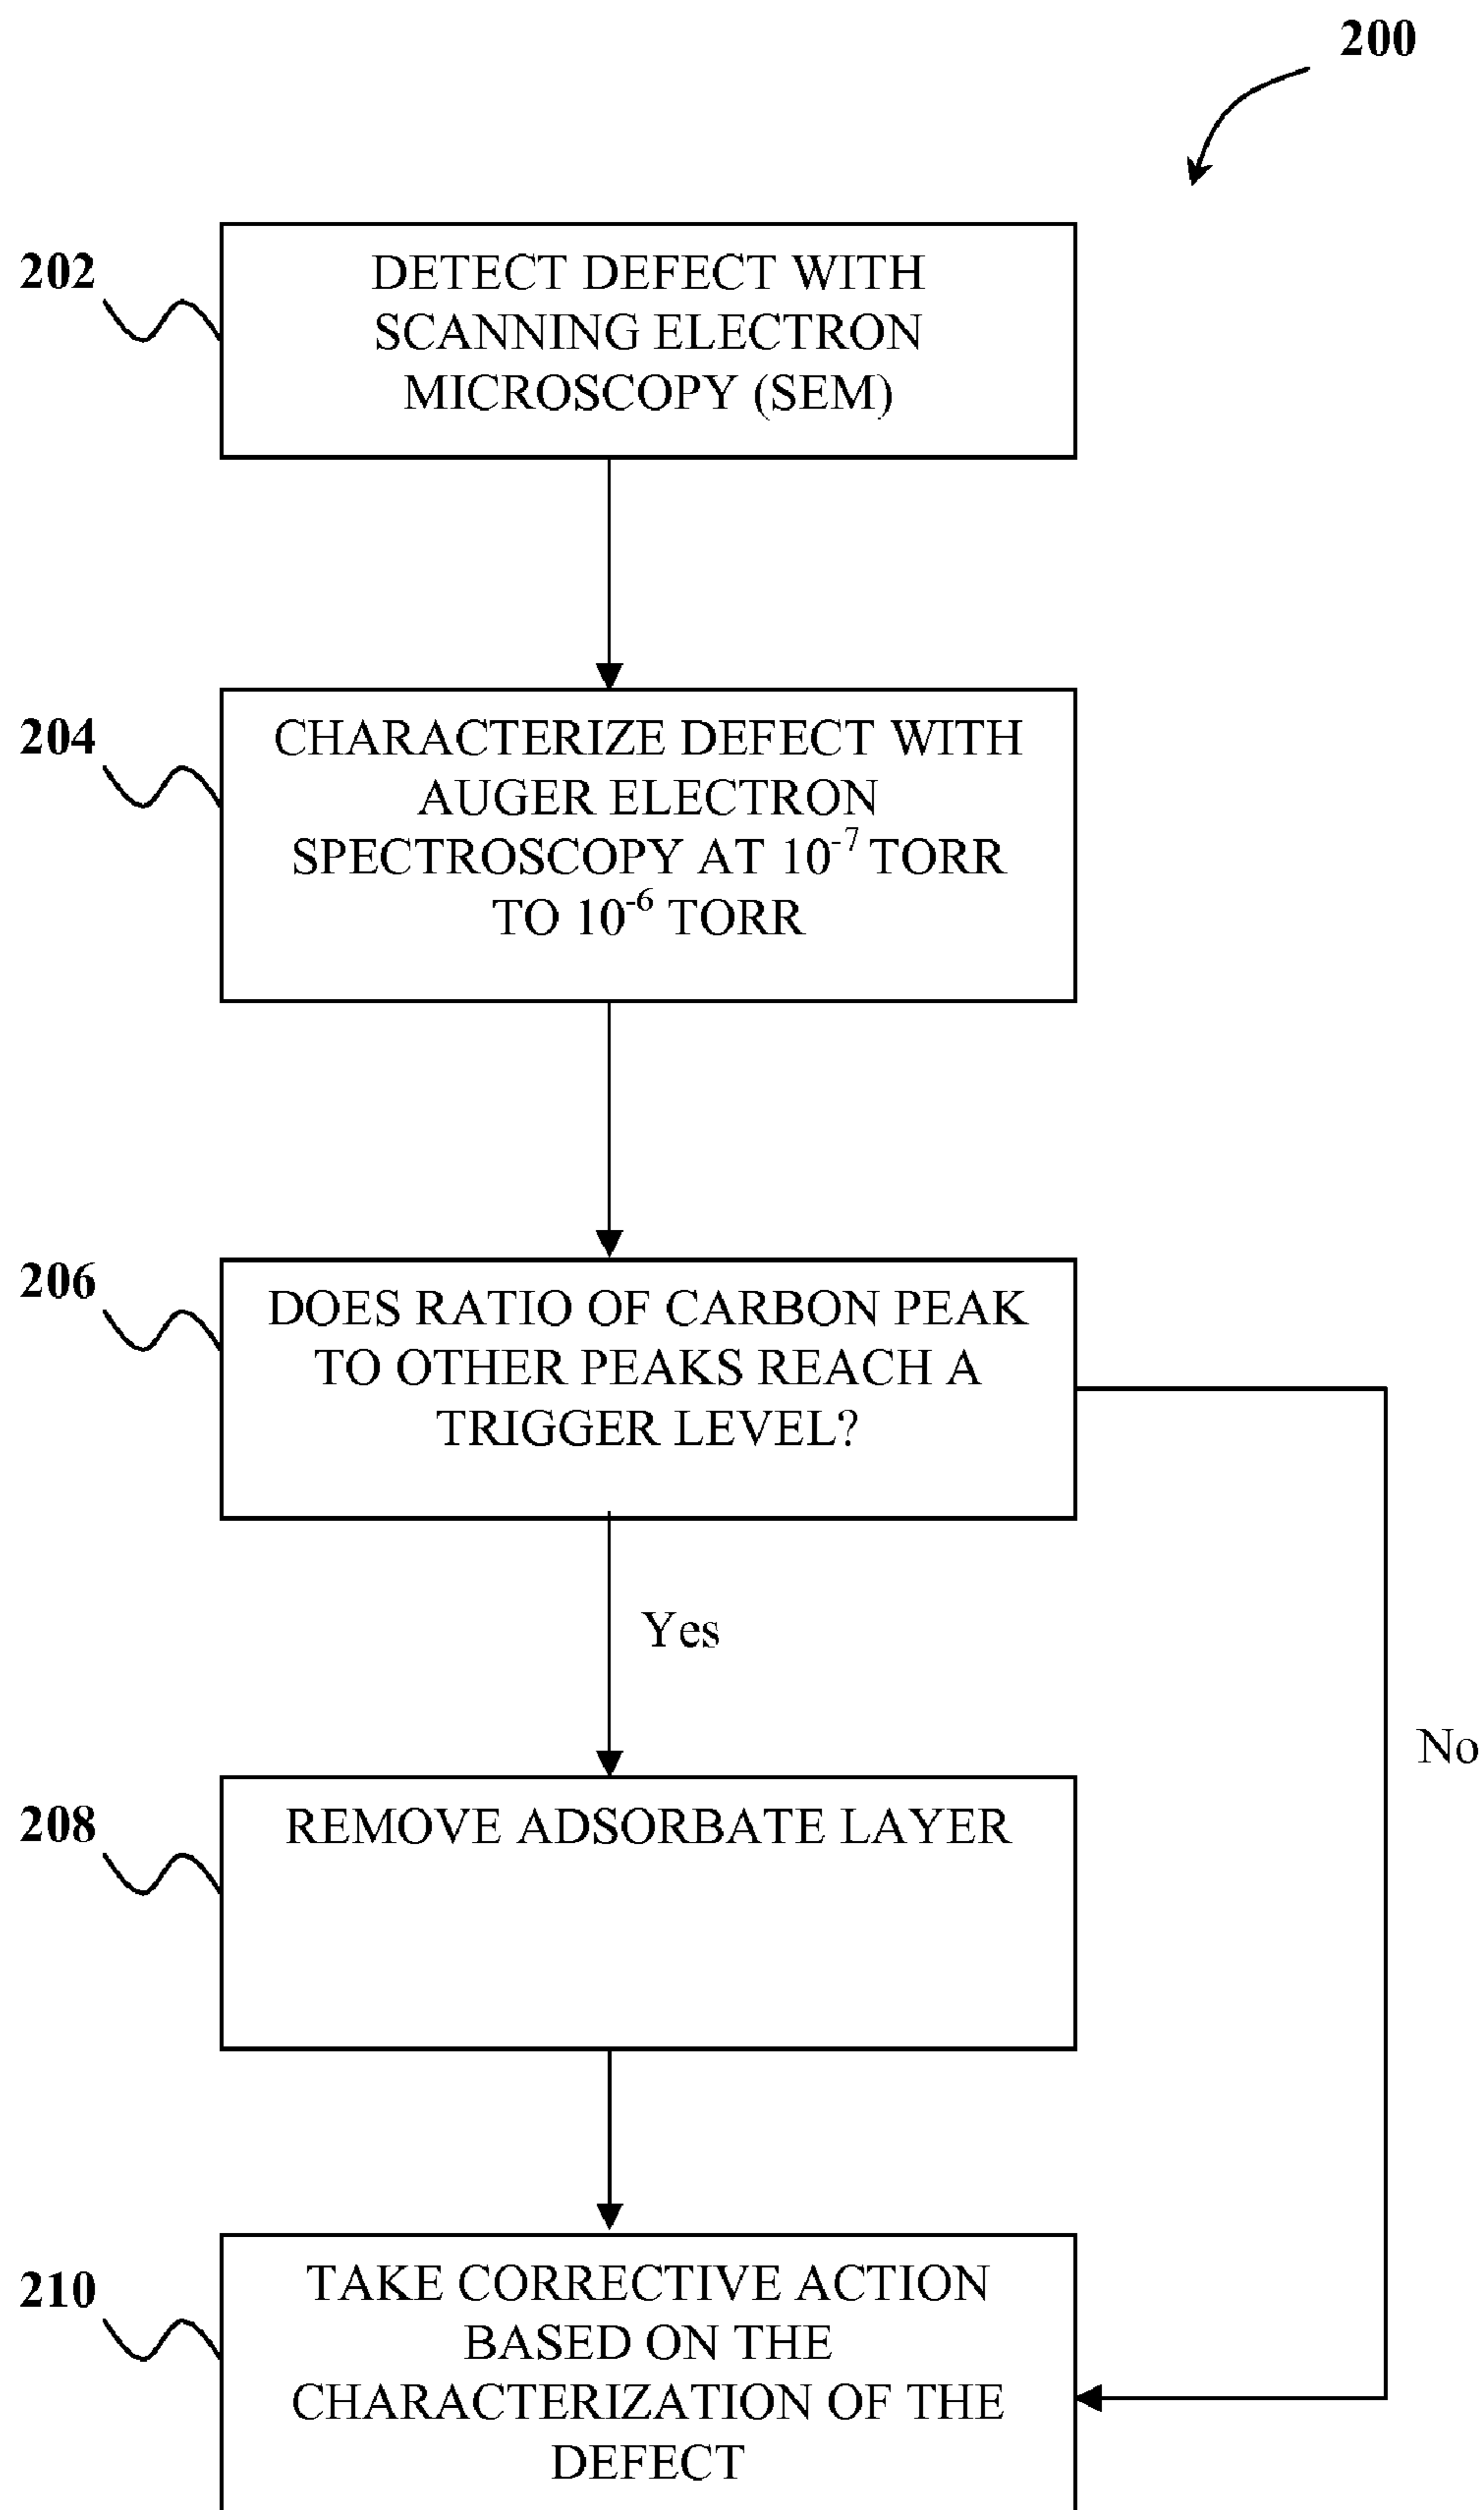 200
202
DETECT DEFECT WITH
SCANNING ELECTRON
MICROSCOPY (SEM)
204
CHARACTERIZE DEFECT WITH
AUGER ELECTRON
SPECTROSCOPY AT 10⁻⁷ TORR
TO 10⁻⁶ TORR
206
DOES RATIO OF CARBON PEAK
TO OTHER PEAKS REACH A
TRIGGER LEVEL?
Yes
No
208
REMOVE ADSORBATE LAYER
210
TAKE CORRECTIVE ACTION
BASED ON THE
CHARACTERIZATION OF THE
DEFECT